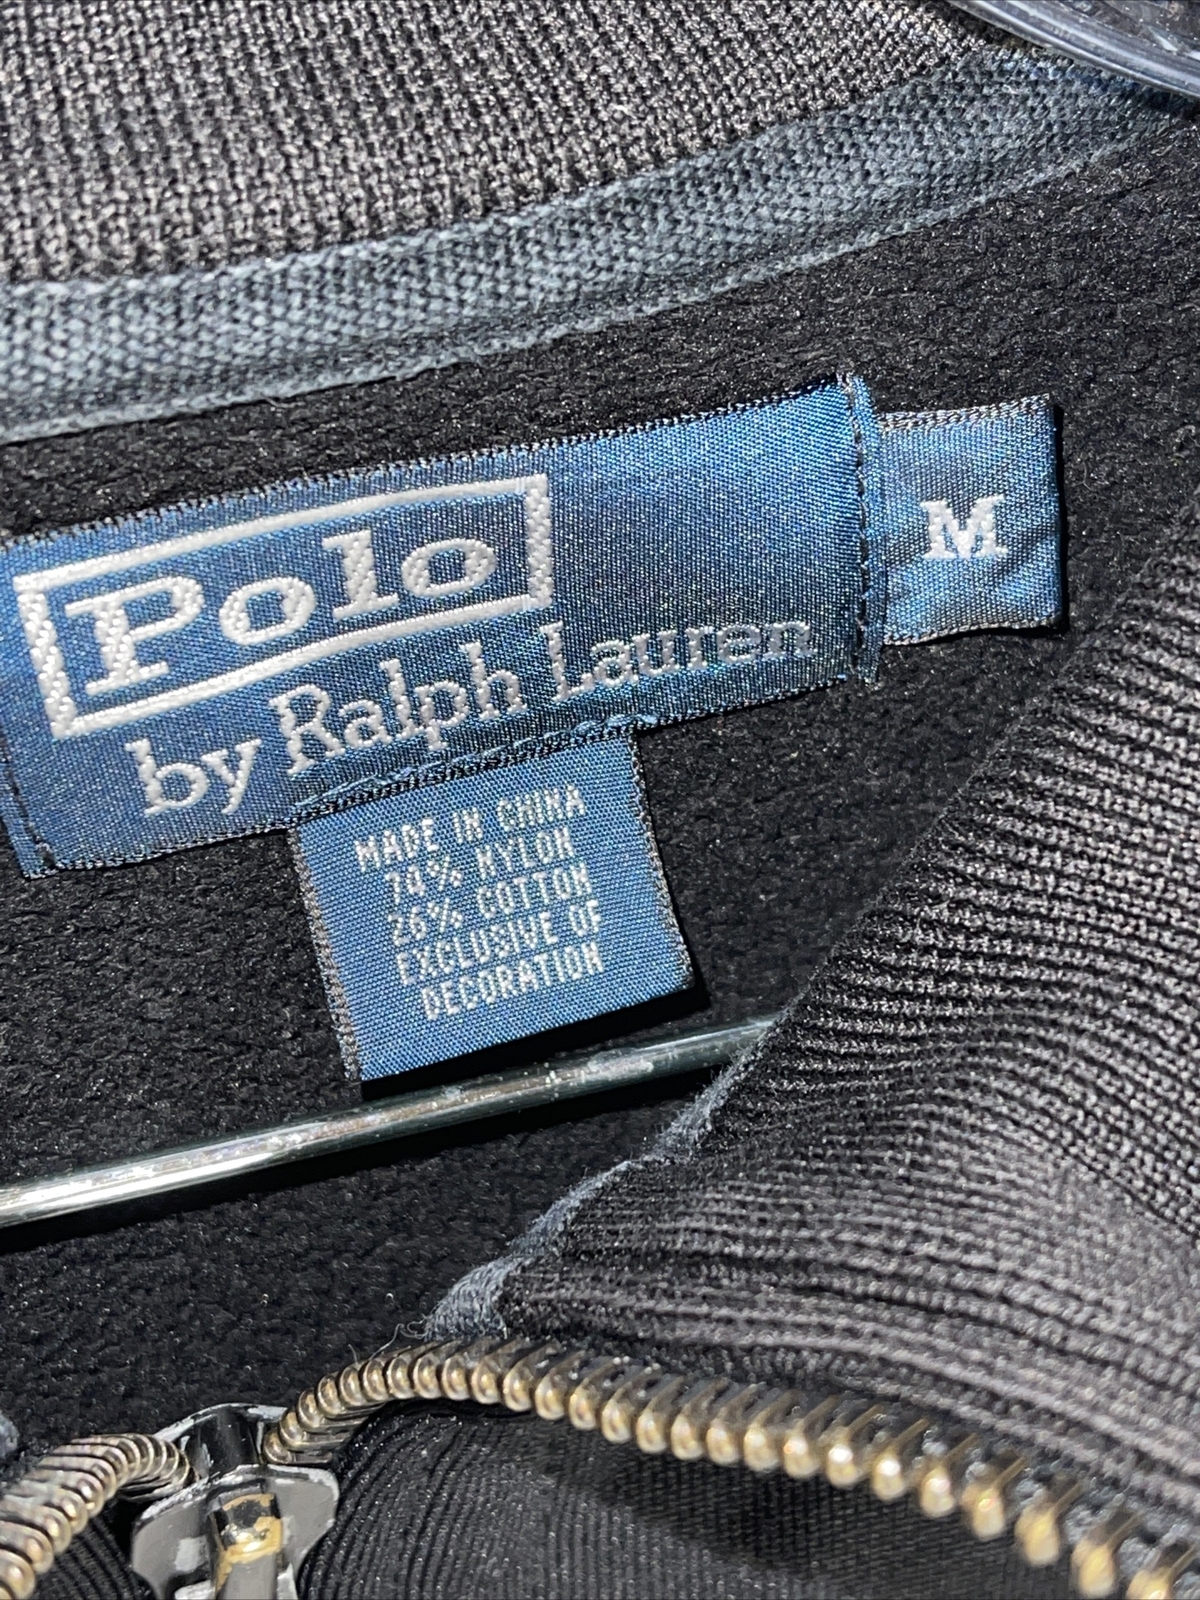 Polo
by Ralph Lauren
M
MADE IN CHINA
74% NYLON
26% COTTON
EXCLUSIVE OF
DECORATION